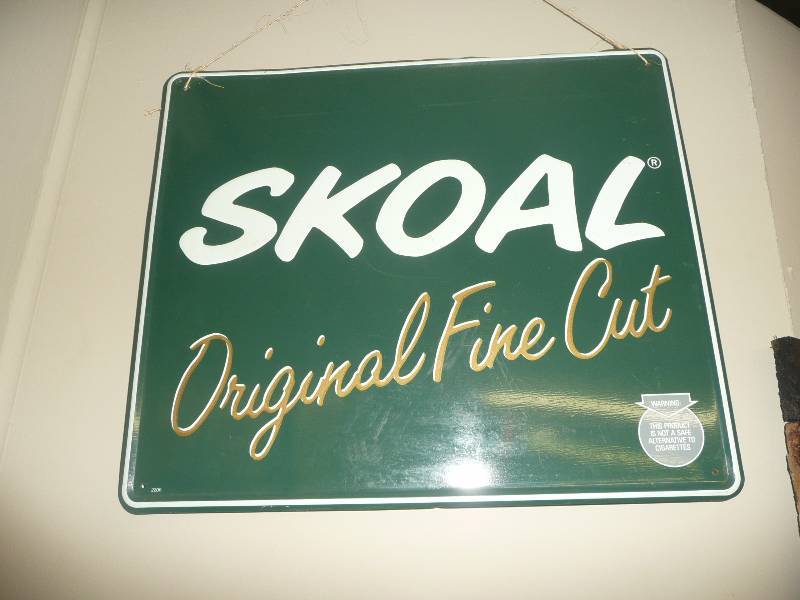 SKOAL®
Original Fine Cut
WARNING:
THIS PRODUCT
IS NOT A SAFE
ALTERNATIVE TO
CIGARETTES